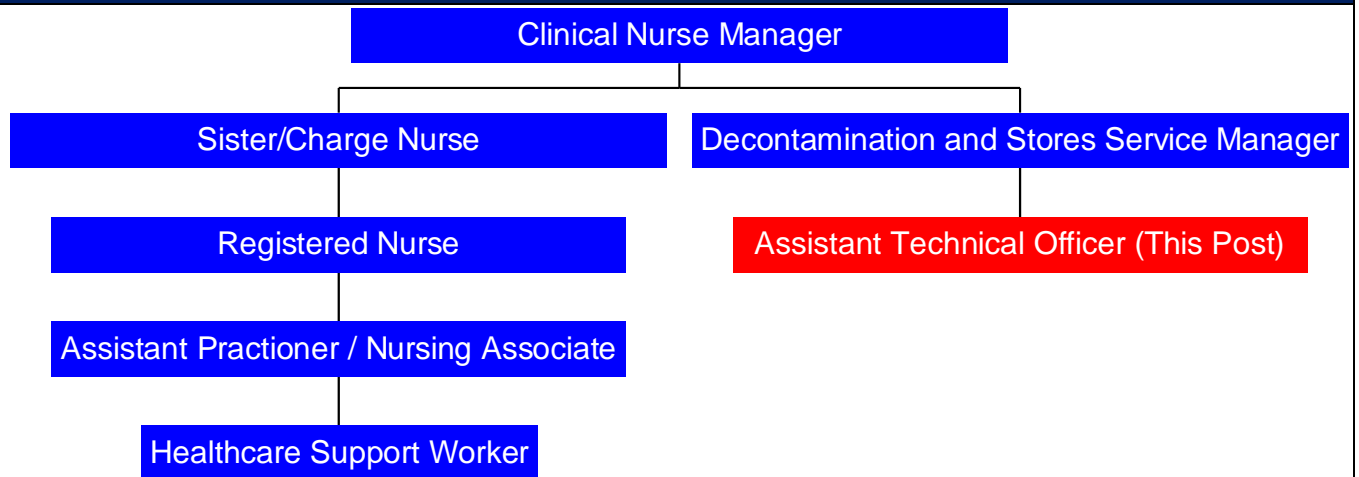 Clinical Nurse Manager
Sister/Charge Nurse
Decontamination and Stores Service Manager
Registered Nurse
Assistant Technical Officer (This Post)
Assistant Practioner / Nursing Associate
Healthcare Support Worker